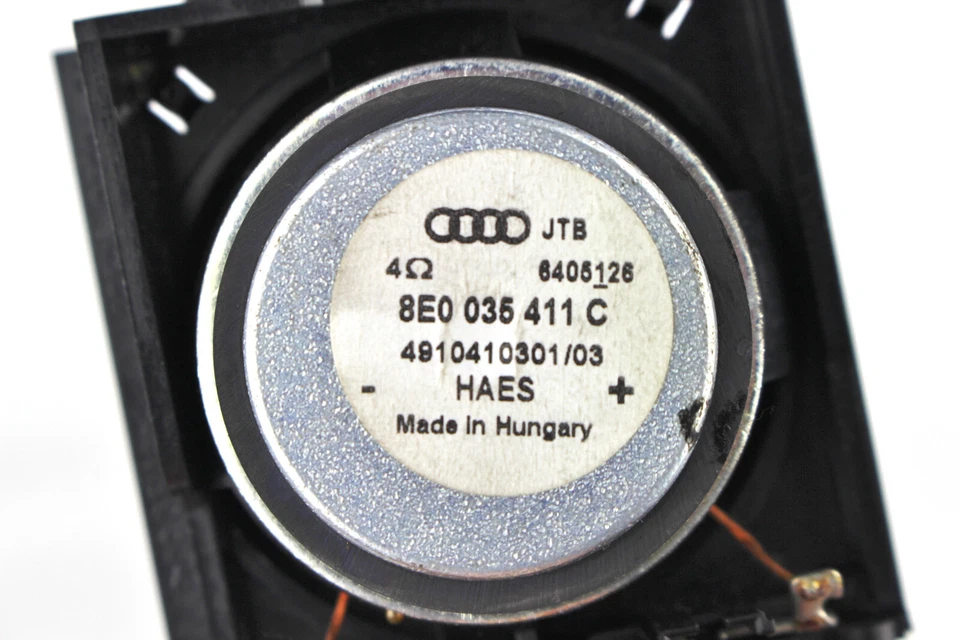 JTB
4Ω 6405126
8E0 035 411 C
4910410301/03
- HAES +
Made in Hungary